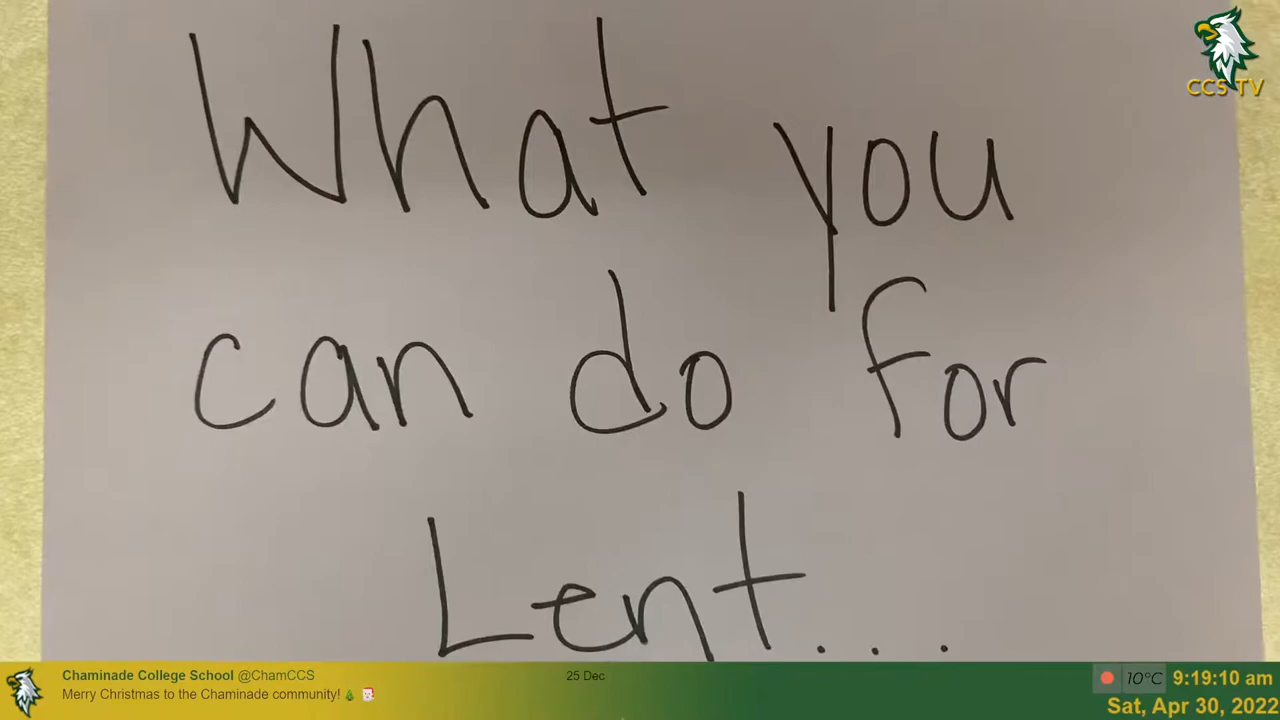 CCS TV
What you
can do for
Lent....
Chaminade College School @ChamCCS
25 Dec
Merry Christmas to the Chaminade community!🎄🎅
10°C
9:19:10 am
Sat, Apr 30, 2022